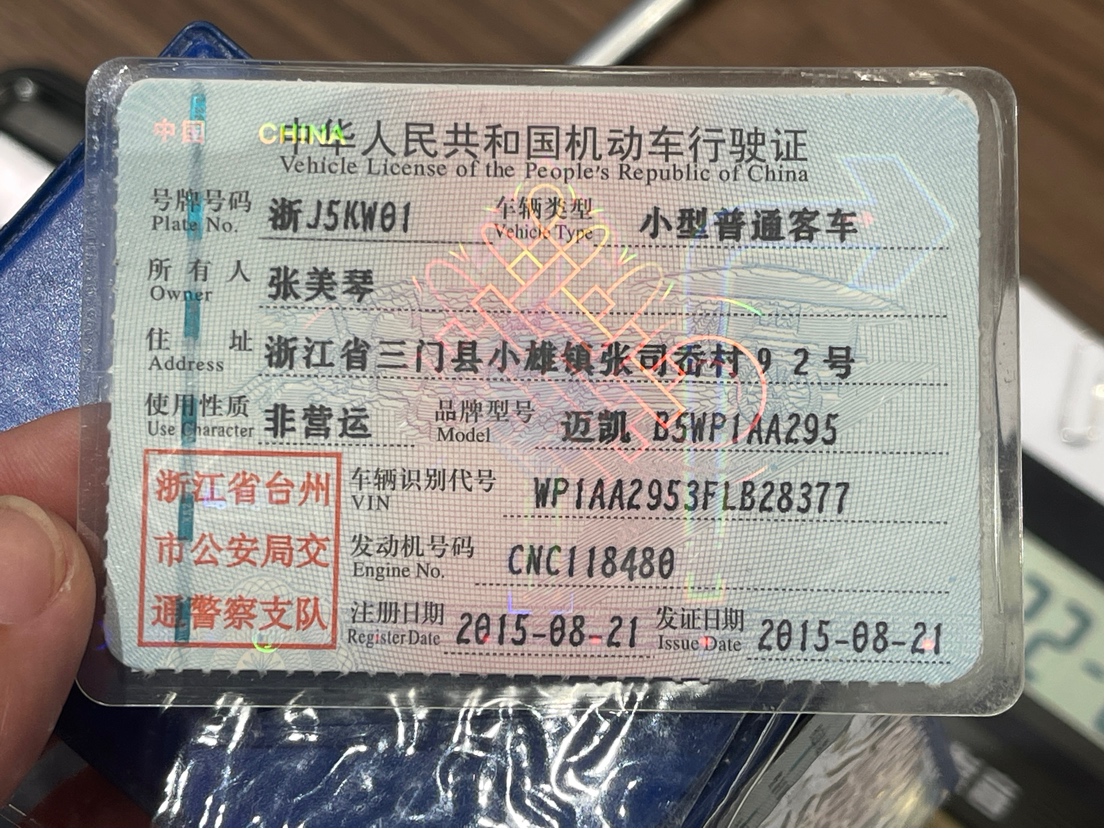 中国 CHINA
中华人民共和国机动车行驶证
Vehicle License of the People's Republic of China
号牌号码 浙J5KW01 车辆类型 小型普通客车
Plate No. Vehicle Type
所有人 张美琴
Owner
住址 浙江省三门县小雄镇张司岙村92号
Address
使用性质 非营运 品牌型号 迈凯 B5WP1AA295
Use Character Model
浙江省台州
市公安局交
通警察支队
车辆识别代号 WP1AA2953FLB28377
VIN
发动机号码 CNC118480
Engine No.
注册日期 2015-08-21 发证日期 2015-08-21
Register Date Issue Date